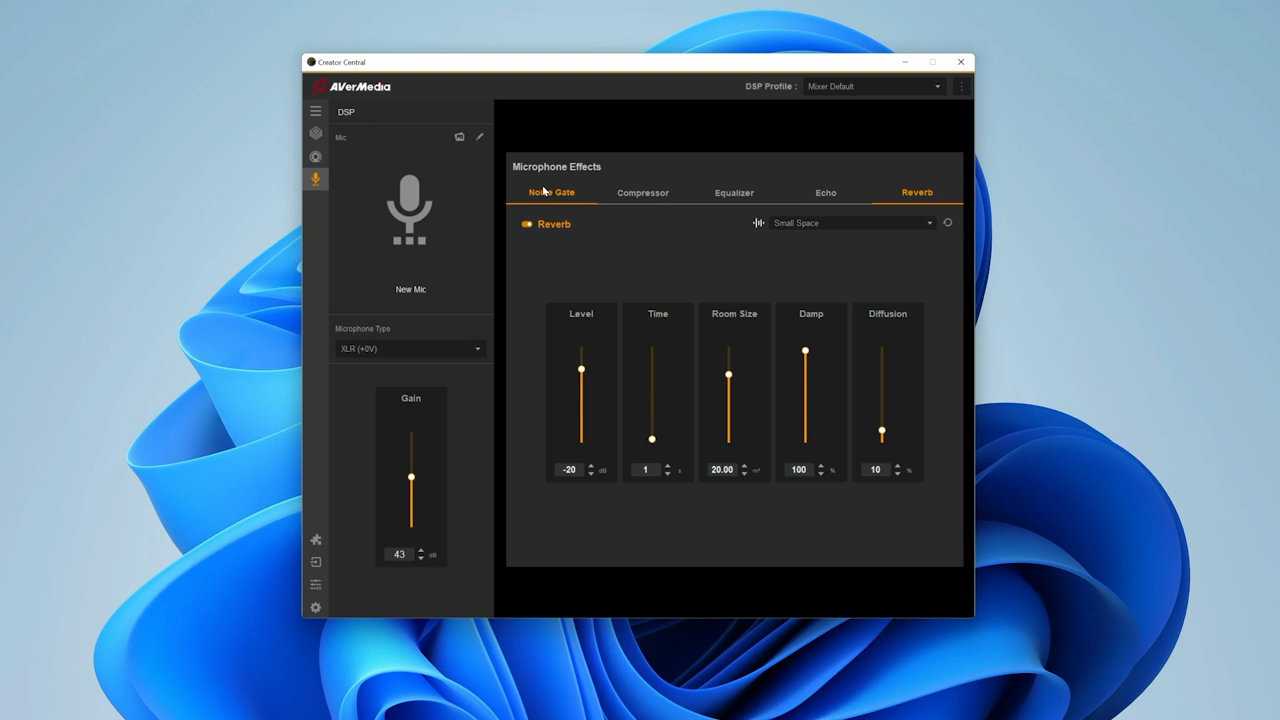 Creator Central
AVerMedia
DSP Profile :
Mixer Default
DSP
Mic
New Mic
Microphone Type
XLR (+0V)
Gain
43
dB
Microphone Effects
Noise Gate
Compressor
Equalizer
Echo
Reverb
Reverb
Small Space
Level
Time
Room Size
Damp
Diffusion
-20
dB
1
s
20.00
m²
100
%
10
%